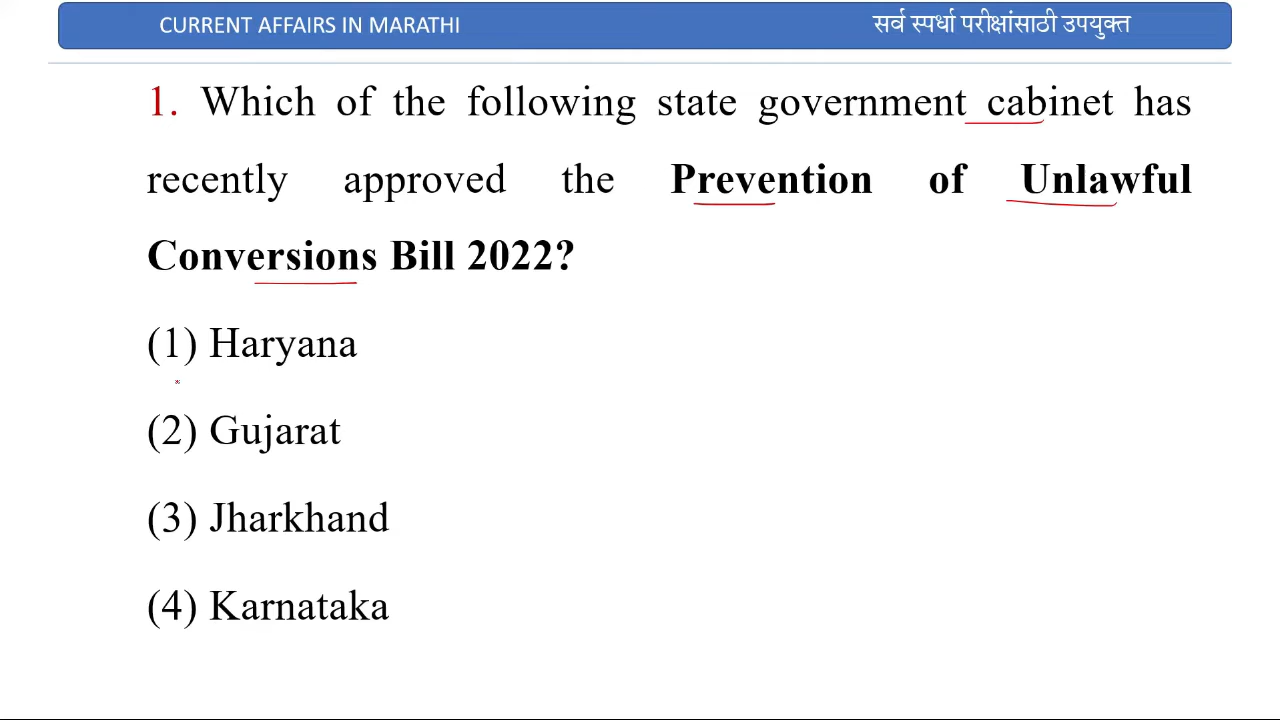 CURRENT AFFAIRS IN MARATHI
सर्व स्पर्धा परीक्षांसाठी उपयुक्त
1. Which of the following state government cabinet has
recently approved the Prevention of Unlawful
Conversions Bill 2022?
(1) Haryana
(2) Gujarat
(3) Jharkhand
(4) Karnataka